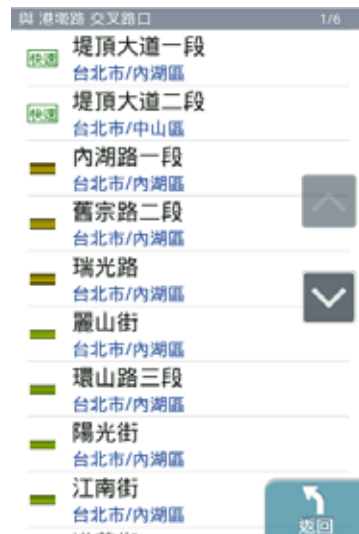 與 港墘路 交叉路口 1/6
快速 堤頂大道一段
台北市/內湖區
快速 堤頂大道二段
台北市/中山區
內湖路一段
台北市/內湖區
舊宗路二段
台北市/內湖區
瑞光路
台北市/內湖區
麗山街
台北市/內湖區
環山路三段
台北市/內湖區
陽光街
台北市/內湖區
江南街
台北市/內湖區
返回